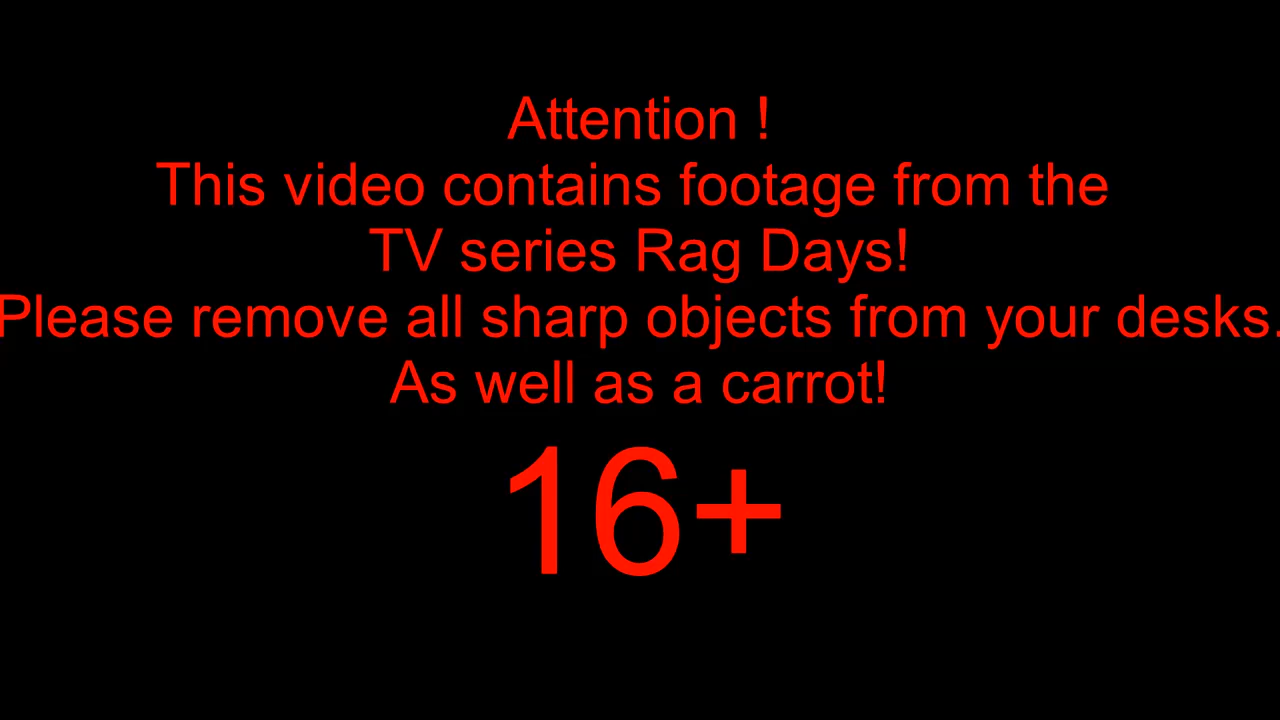 Attention !
This video contains footage from the
TV series Rag Days!
Please remove all sharp objects from your desks.
As well as a carrot!
16+